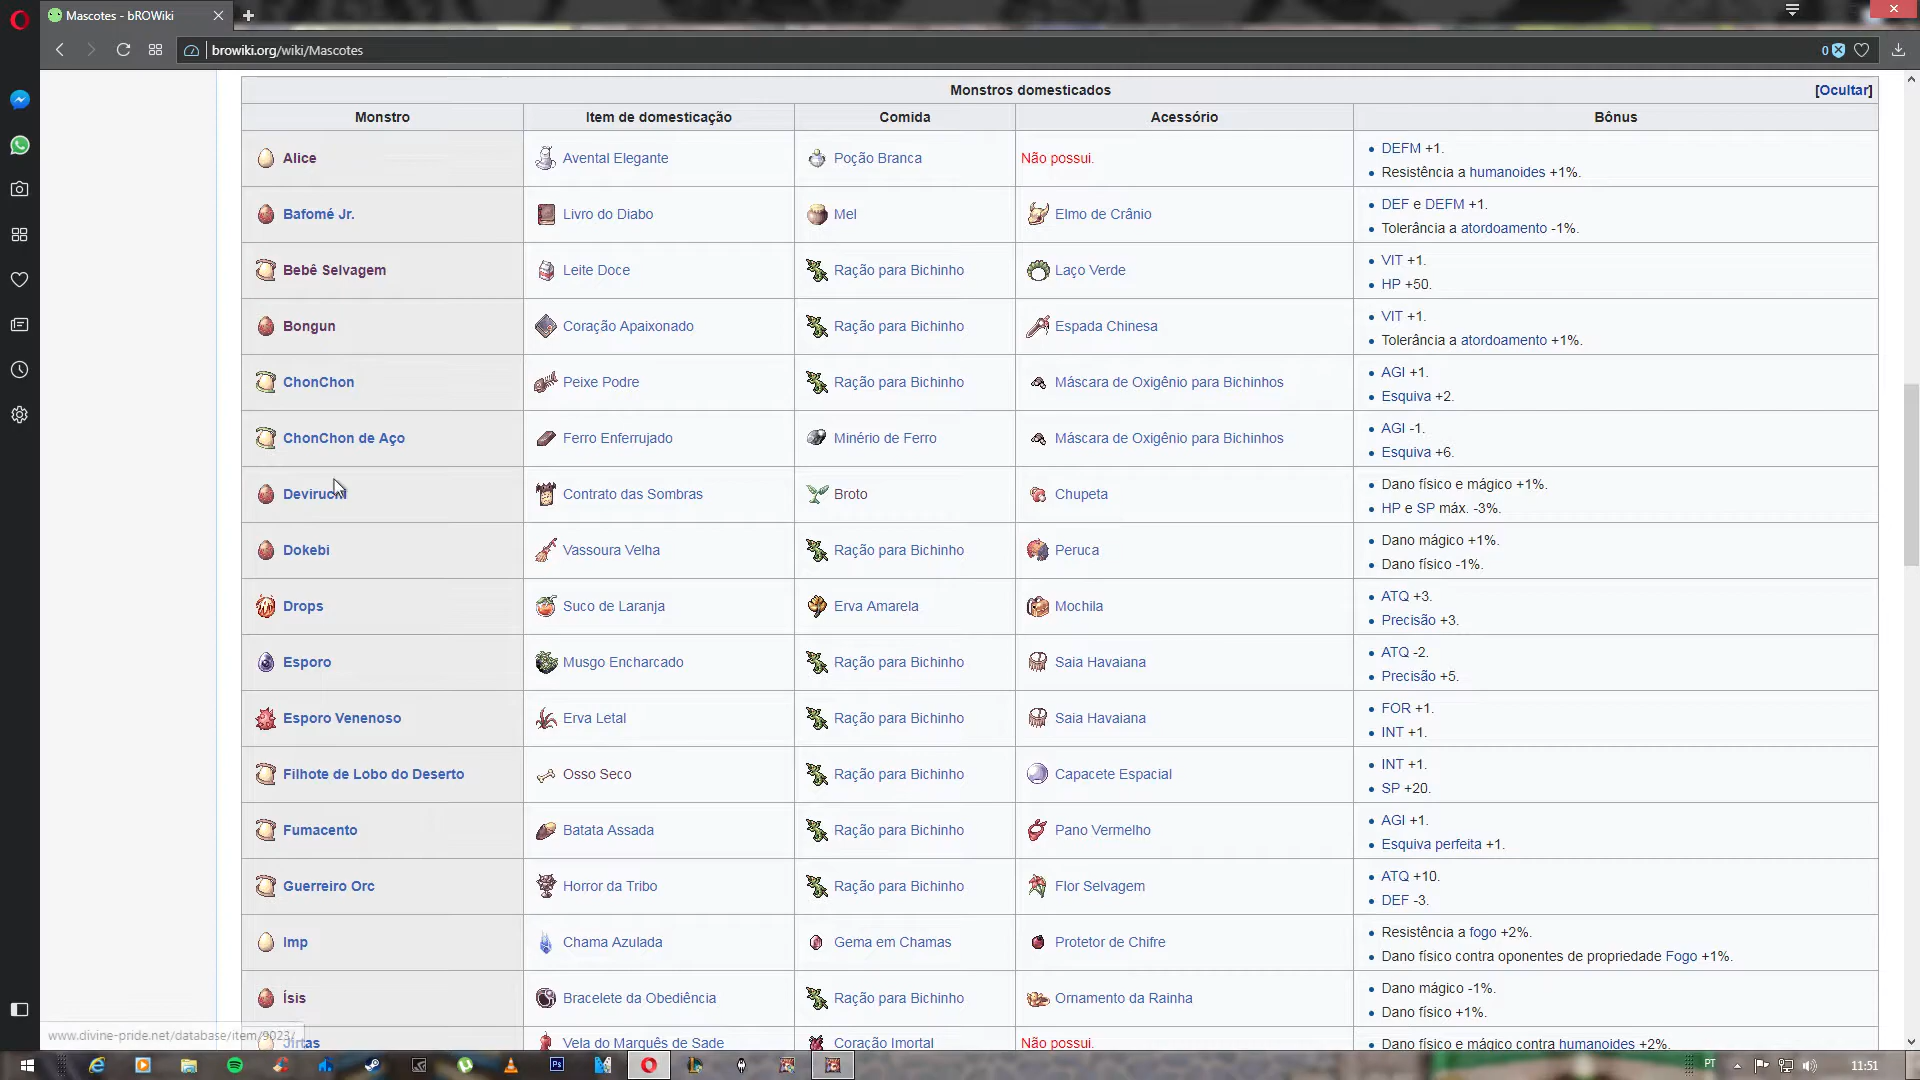 Mascotes - bROWiki
browiki.org/wiki/Mascotes
0
Monstros domesticados
[Ocultar]
Monstro Item de domesticação Comida Acessório Bônus
Alice Avental Elegante Poção Branca Não possui.
DEFM +1.
Resistência a humanoides +1%.
Bafomé Jr. Livro do Diabo Mel Elmo de Crânio
DEF e DEFM +1.
Tolerância a atordoamento -1%.
Bebê Selvagem Leite Doce Ração para Bichinho Laço Verde
VIT +1.
HP +50.
Bongun Coração Apaixonado Ração para Bichinho Espada Chinesa
VIT +1.
Tolerância a atordoamento +1%.
ChonChon Peixe Podre Ração para Bichinho Máscara de Oxigênio para Bichinhos
AGI +1.
Esquiva +2.
ChonChon de Aço Ferro Enferrujado Minério de Ferro Máscara de Oxigênio para Bichinhos
AGI -1.
Esquiva +6.
Deviruchi Contrato das Sombras Broto Chupeta
Dano físico e mágico +1%.
HP e SP máx. -3%.
Dokebi Vassoura Velha Ração para Bichinho Peruca
Dano mágico +1%.
Dano físico -1%.
Drops Suco de Laranja Erva Amarela Mochila
ATQ +3.
Precisão +3.
Esporo Musgo Encharcado Ração para Bichinho Saia Havaiana
ATQ -2.
Precisão +5.
Esporo Venenoso Erva Letal Ração para Bichinho Saia Havaiana
FOR +1.
INT +1.
Filhote de Lobo do Deserto Osso Seco Ração para Bichinho Capacete Espacial
INT +1.
SP +20.
Fumacento Batata Assada Ração para Bichinho Pano Vermelho
AGI +1.
Esquiva perfeita +1.
Guerreiro Orc Horror da Tribo Ração para Bichinho Flor Selvagem
ATQ +10.
DEF -3.
Imp Chama Azulada Gema em Chamas Protetor de Chifre
Resistência a fogo +2%.
Dano físico contra oponentes de propriedade Fogo +1%.
Ísis Bracelete da Obediência Ração para Bichinho Ornamento da Rainha
Dano mágico -1%.
Dano físico +1%.
www.divine-pride.net/database/item/9023/
Jirtas Vela do Marquês de Sade Coração Imortal Não possui.
Dano físico e mágico contra humanoides +2%.
PT 11:51